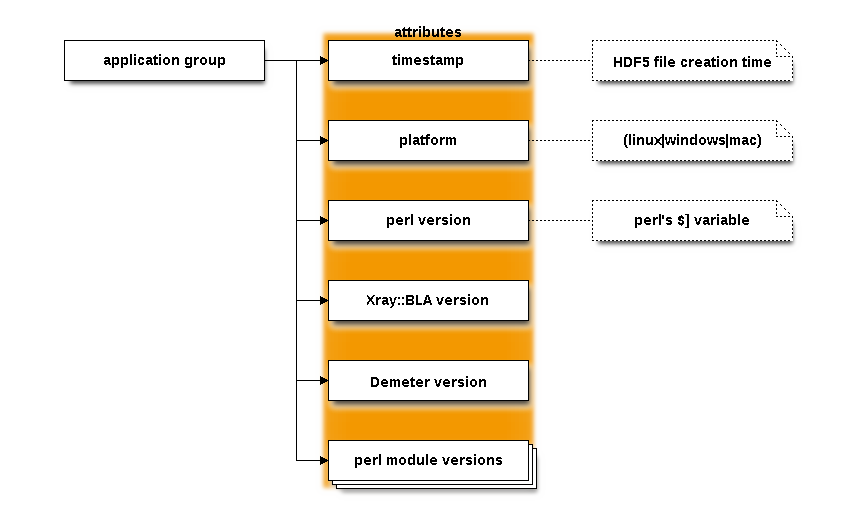 attributes
application group
timestamp
HDF5 file creation time
platform
(linux|windows|mac)
perl version
perl's $] variable
Xray::BLA version
Demeter version
perl module versions